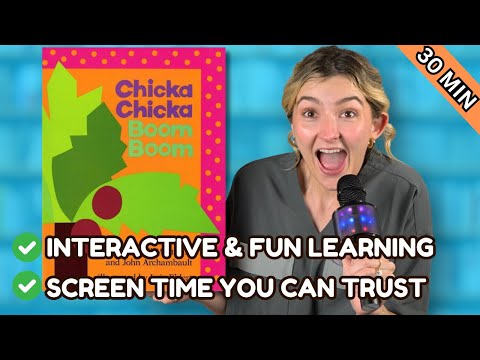 30 MIN
Chicka
Chicka
Boom
Boom
and John Archambault
INTERACTIVE & FUN LEARNING
SCREEN TIME YOU CAN TRUST